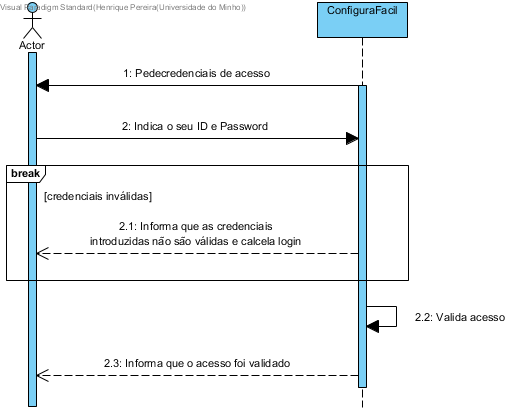 Visual Paradigm Standard(Henrique Pereira(Universidade do Minho))
ConfiguraFacil
Actor
1: Pedecredenciais de acesso
2: Indica o seu ID e Password
break
[credenciais inválidas]
2.1: Informa que as credenciais
introduzidas não são válidas e calcela login
2.2: Valida acesso
2.3: Informa que o acesso foi validado